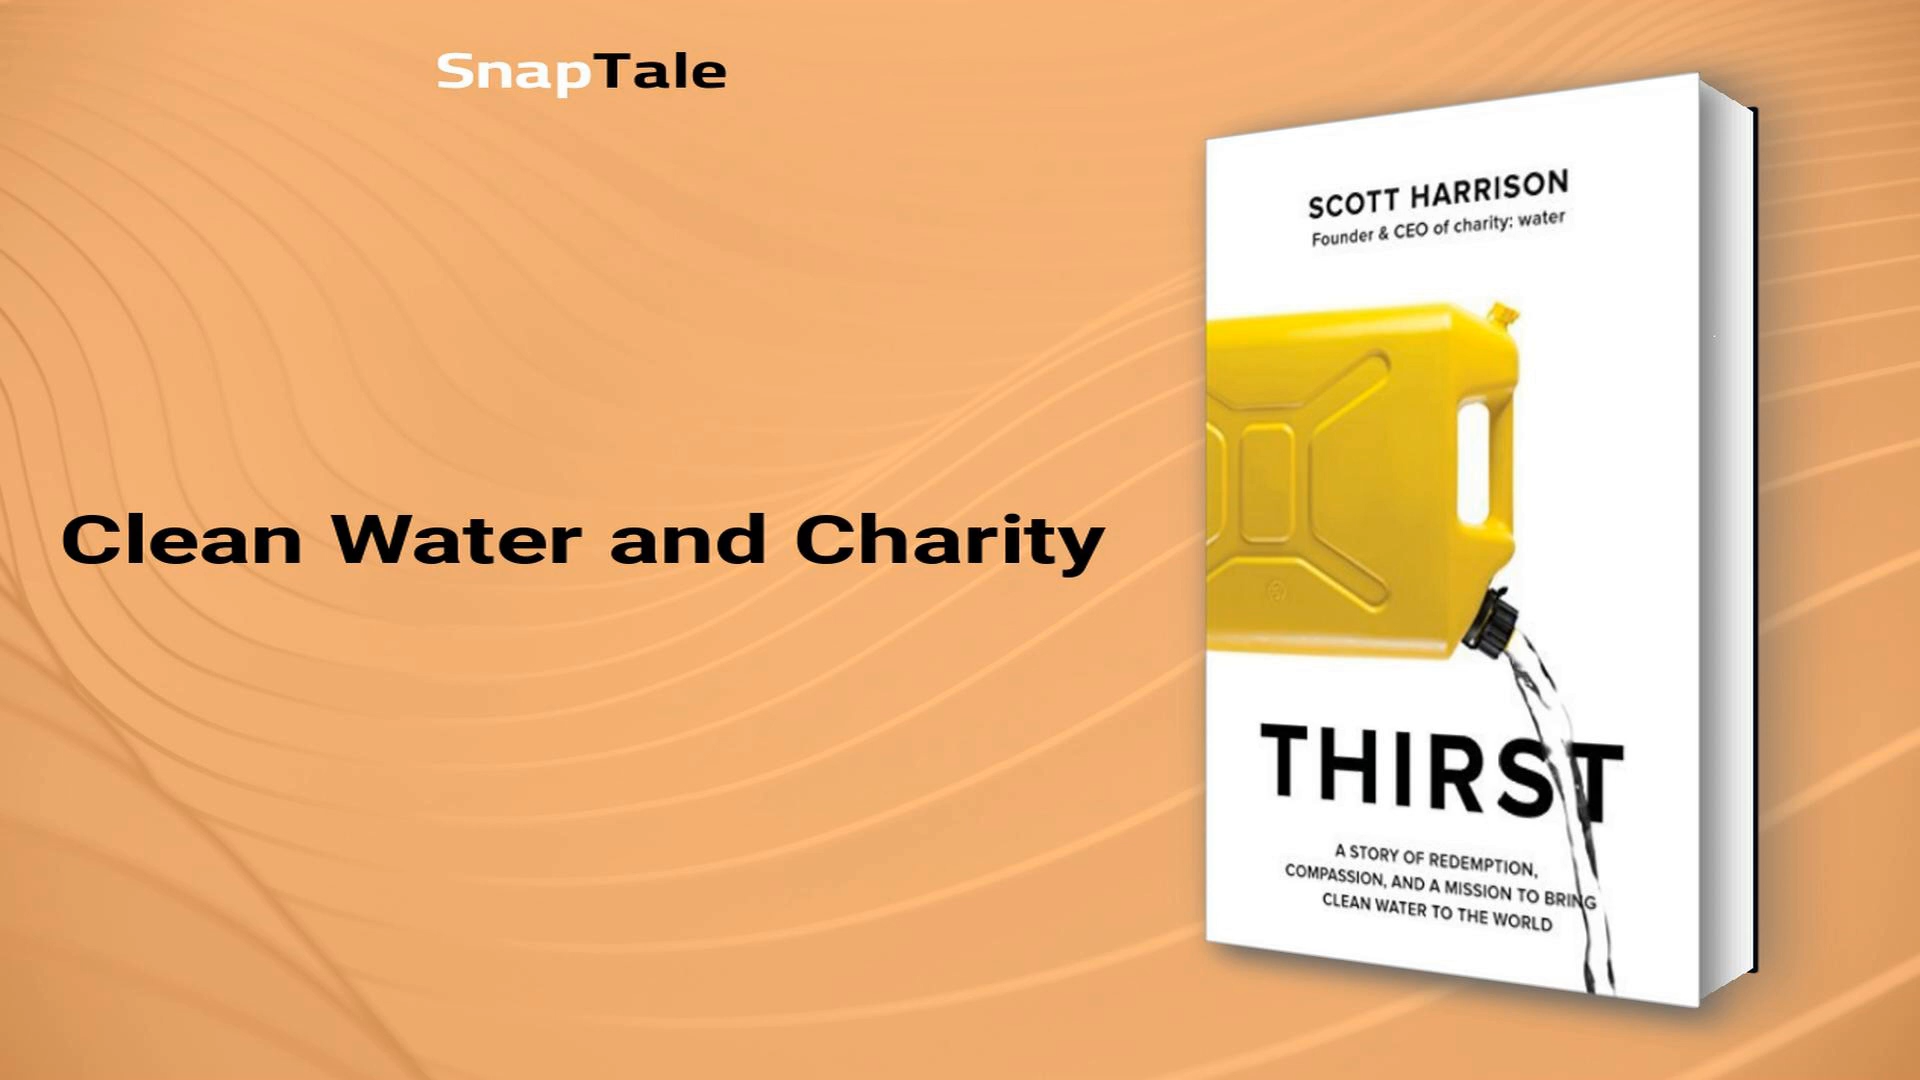 SnapTale
Clean Water and Charity
SCOTT HARRISON
Founder & CEO of charity: water
THIRST
A STORY OF REDEMPTION,
COMPASSION, AND A MISSION TO BRING
CLEAN WATER TO THE WORLD